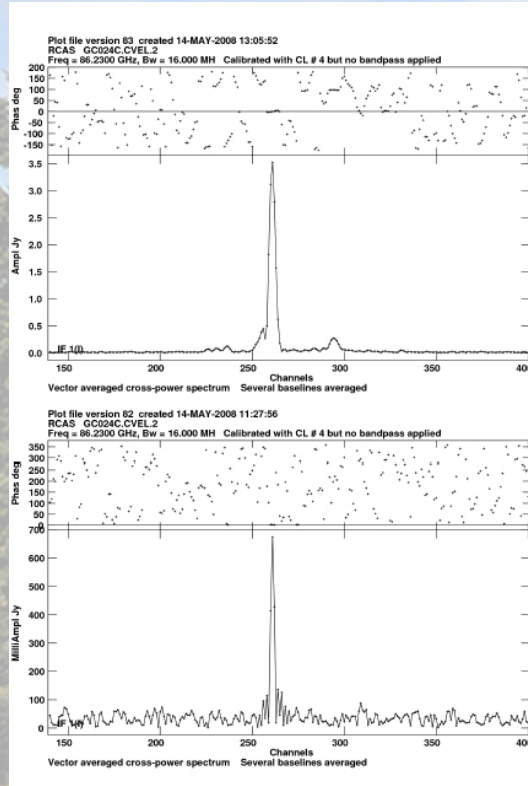 Plot file version 83 created 14-MAY-2008 13:05:52
RCAS GC024C.CVEL.2
Freq = 86.2300 GHz, Bw = 16.000 MH Calibrated with CL # 4 but no bandpass applied
200
150
100
50
0
-50
-100
-150
Phas deg
3.5
3.0
2.5
2.0
1.5
1.0
0.5
0.0
Ampl Jy
IF 1(I)
150 200 250 300 350 400
Channels
Vector averaged cross-power spectrum Several baselines averaged
Plot file version 82 created 14-MAY-2008 11:27:56
RCAS GC024C.CVEL.2
Freq = 86.2300 GHz, Bw = 16.000 MH Calibrated with CL # 4 but no bandpass applied
350
300
250
200
150
100
50
0
Phas deg
700
600
500
400
300
200
100
0
MilliAmpl Jy
150 200 250 300 350
Channels
Vector averaged cross-power spectrum Several baselines averaged